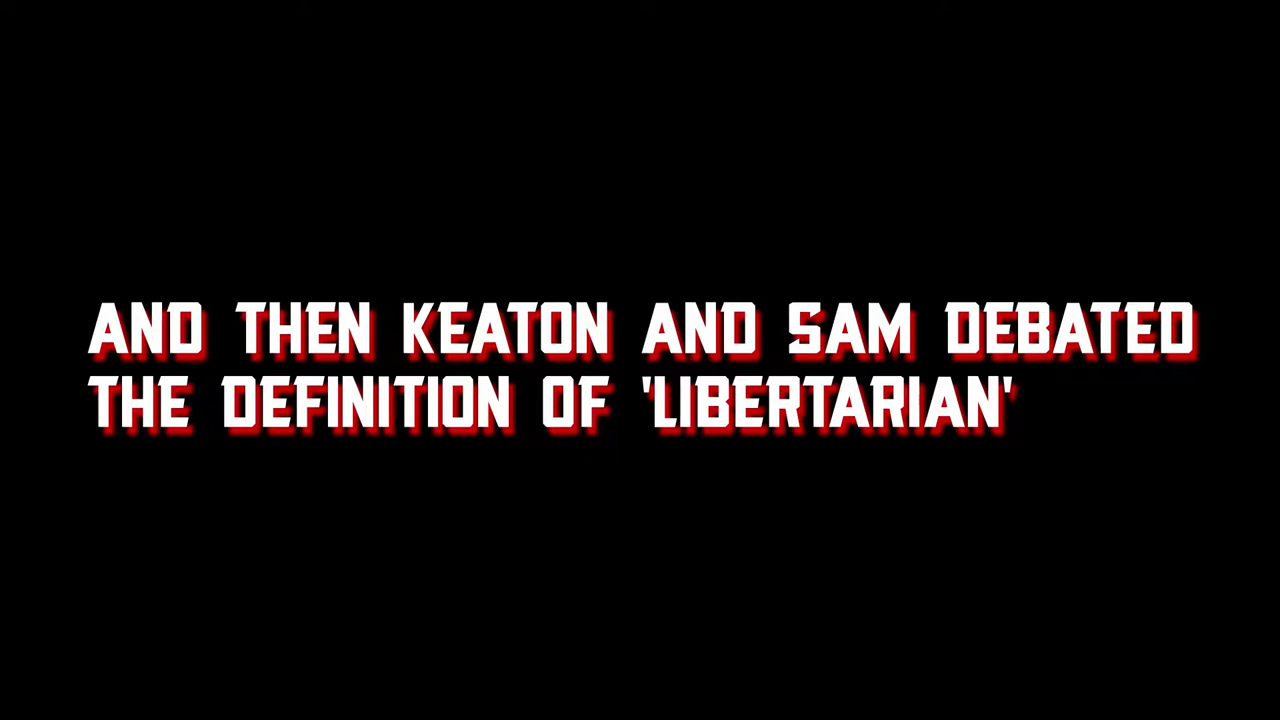 AND THEN KEATON AND SAM DEBATED
THE DEFINITION OF 'LIBERTARIAN'